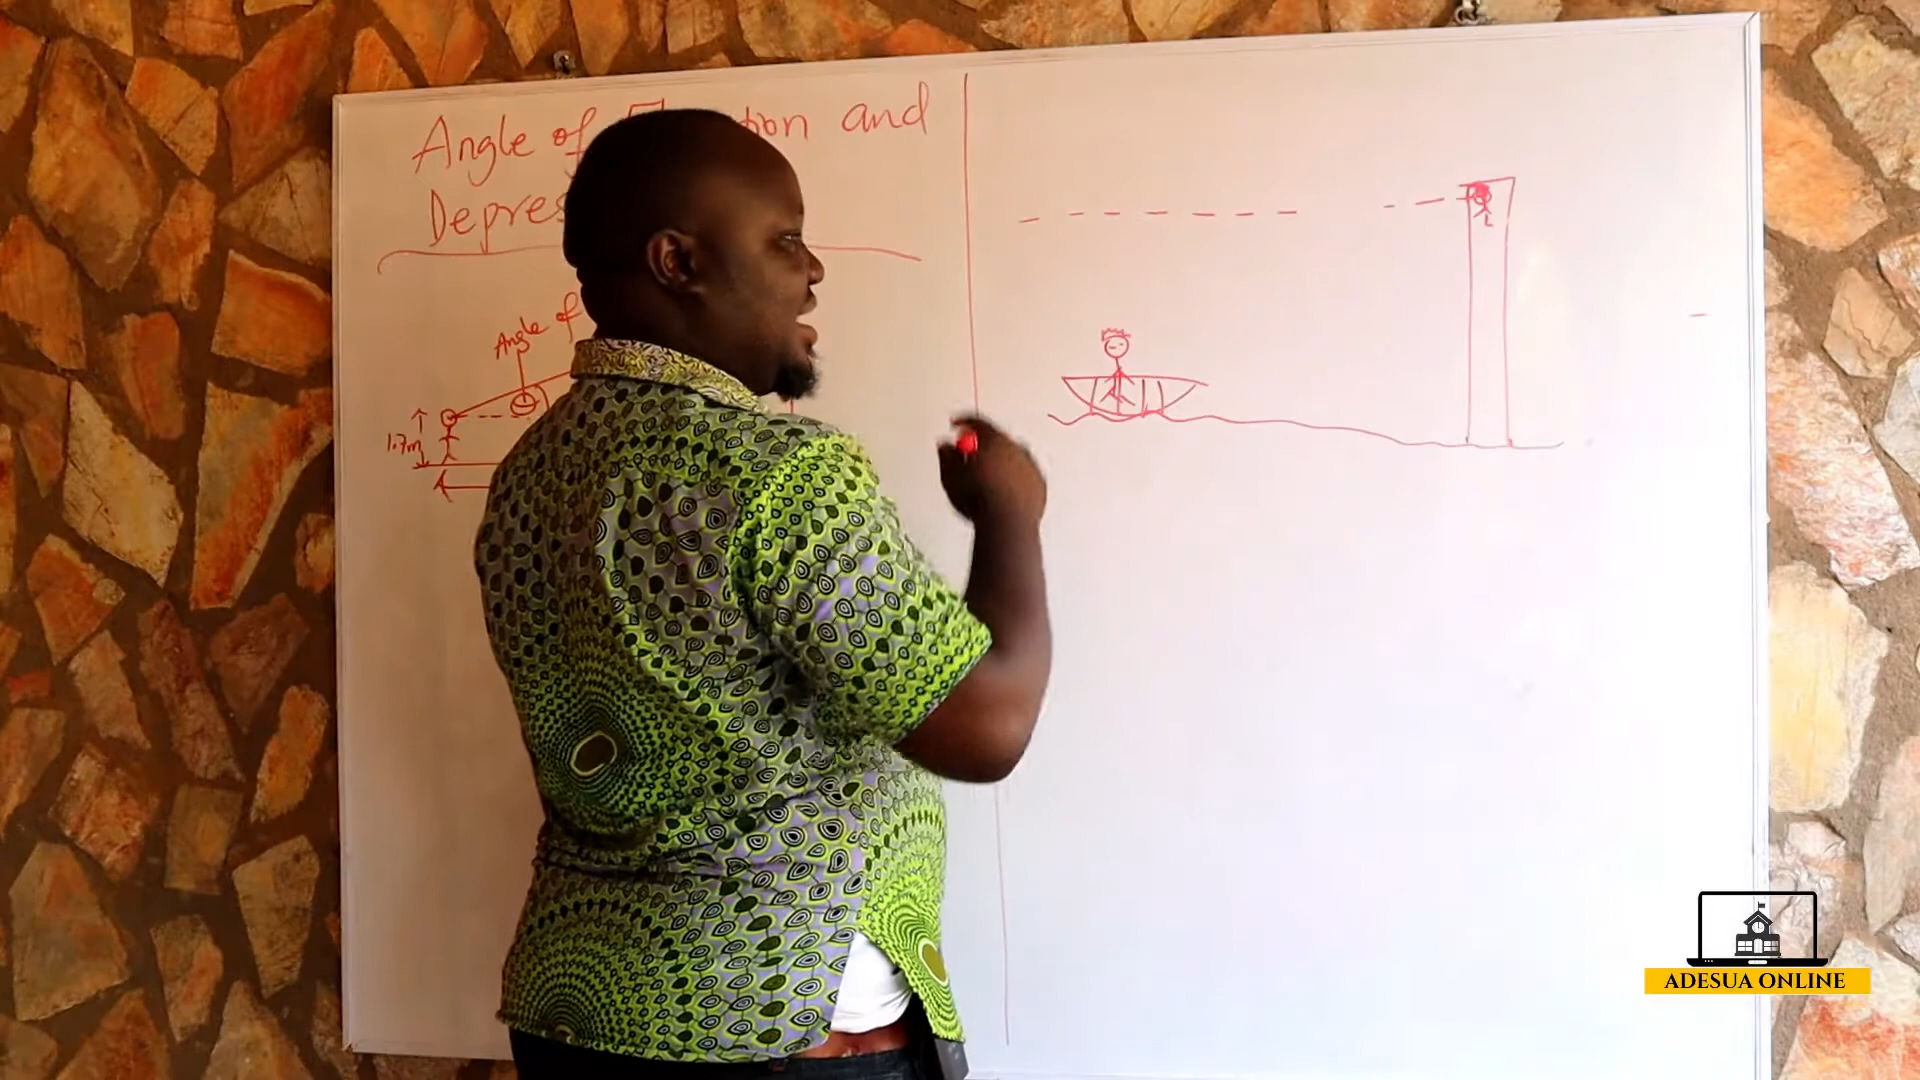 Angle of and
Depres
Angle of
1.7m
ADESUA ONLINE